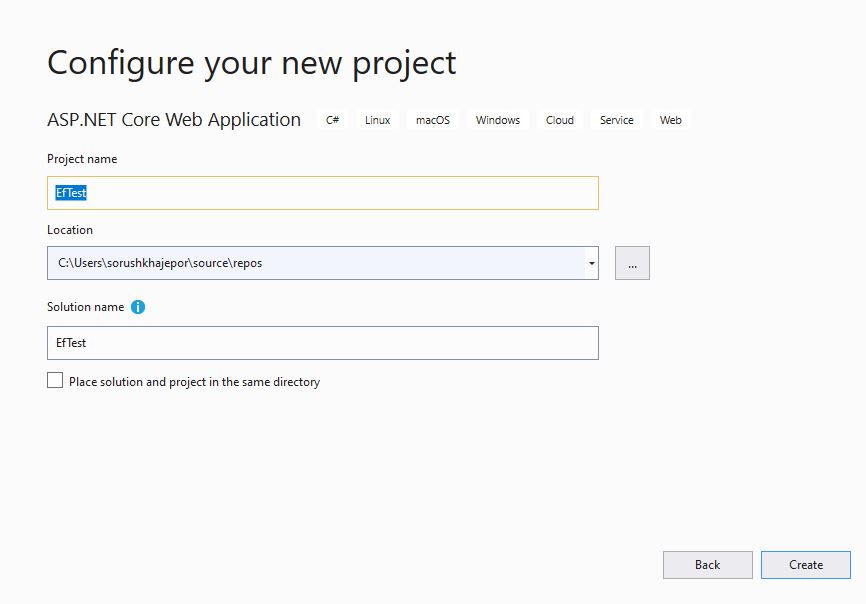 Configure your new project
ASP.NET Core Web Application C# Linux macOS Windows Cloud Service Web
Project name
EfTest
Location
C:\Users\sorushkhajepor\source\repos
...
Solution name
EfTest
Place solution and project in the same directory
Back Create